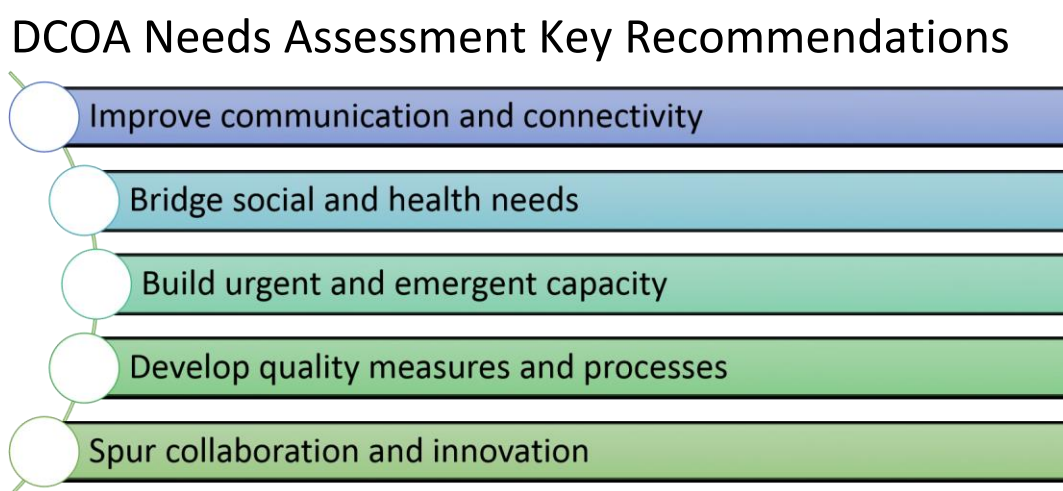 DCOA Needs Assessment Key Recommendations
Improve communication and connectivity
Bridge social and health needs
Build urgent and emergent capacity
Develop quality measures and processes
Spur collaboration and innovation